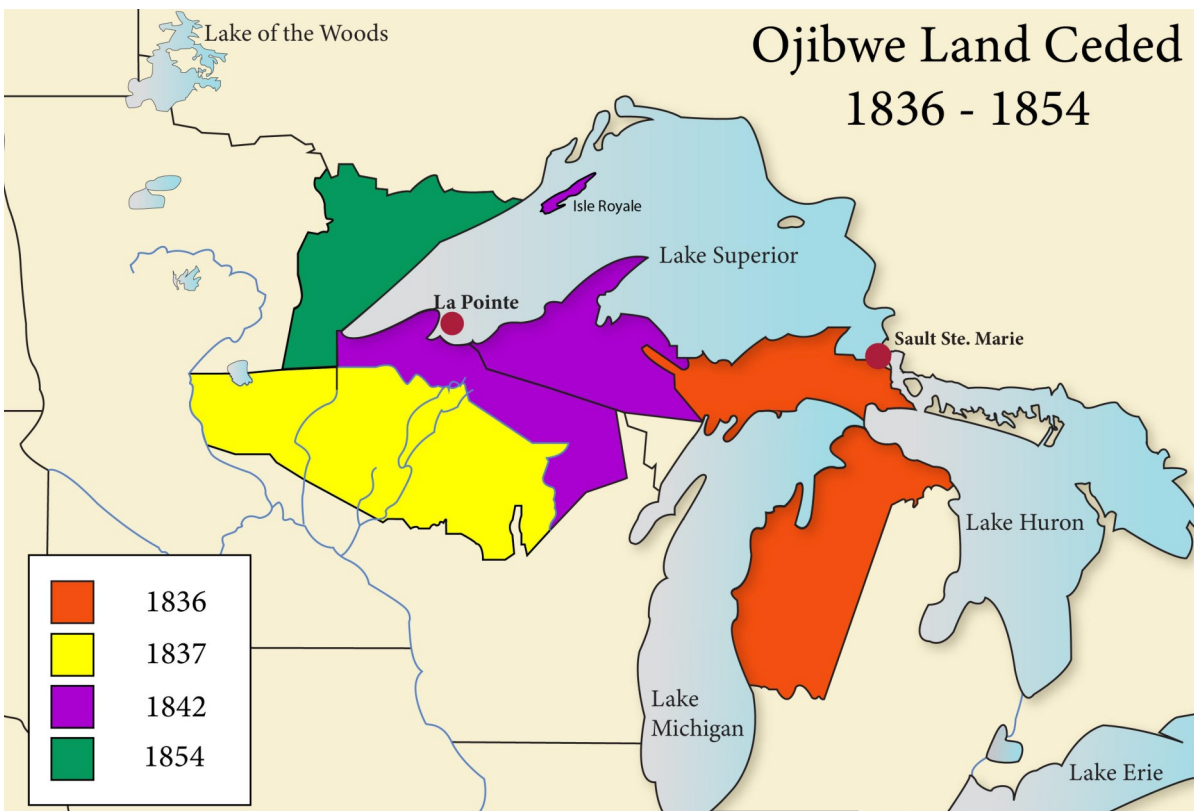 Ojibwe Land Ceded
1836 - 1854
Lake of the Woods
Isle Royale
Lake Superior
La Pointe
Sault Ste. Marie
Lake Huron
Lake
Michigan
Lake Erie
1836
1837
1842
1854